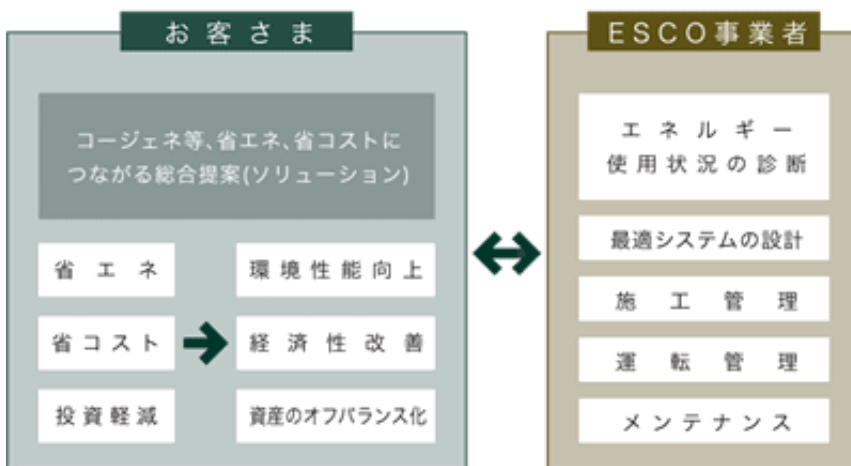 お客さま
コージェネ等、省エネ、省コストに
つながる総合提案(ソリューション)
省エネ
環境性能向上
省コスト
経済性改善
投資軽減
資産のオフバランス化
ESCO事業者
エネルギー
使用状況の診断
最適システムの設計
施工管理
運転管理
メンテナンス